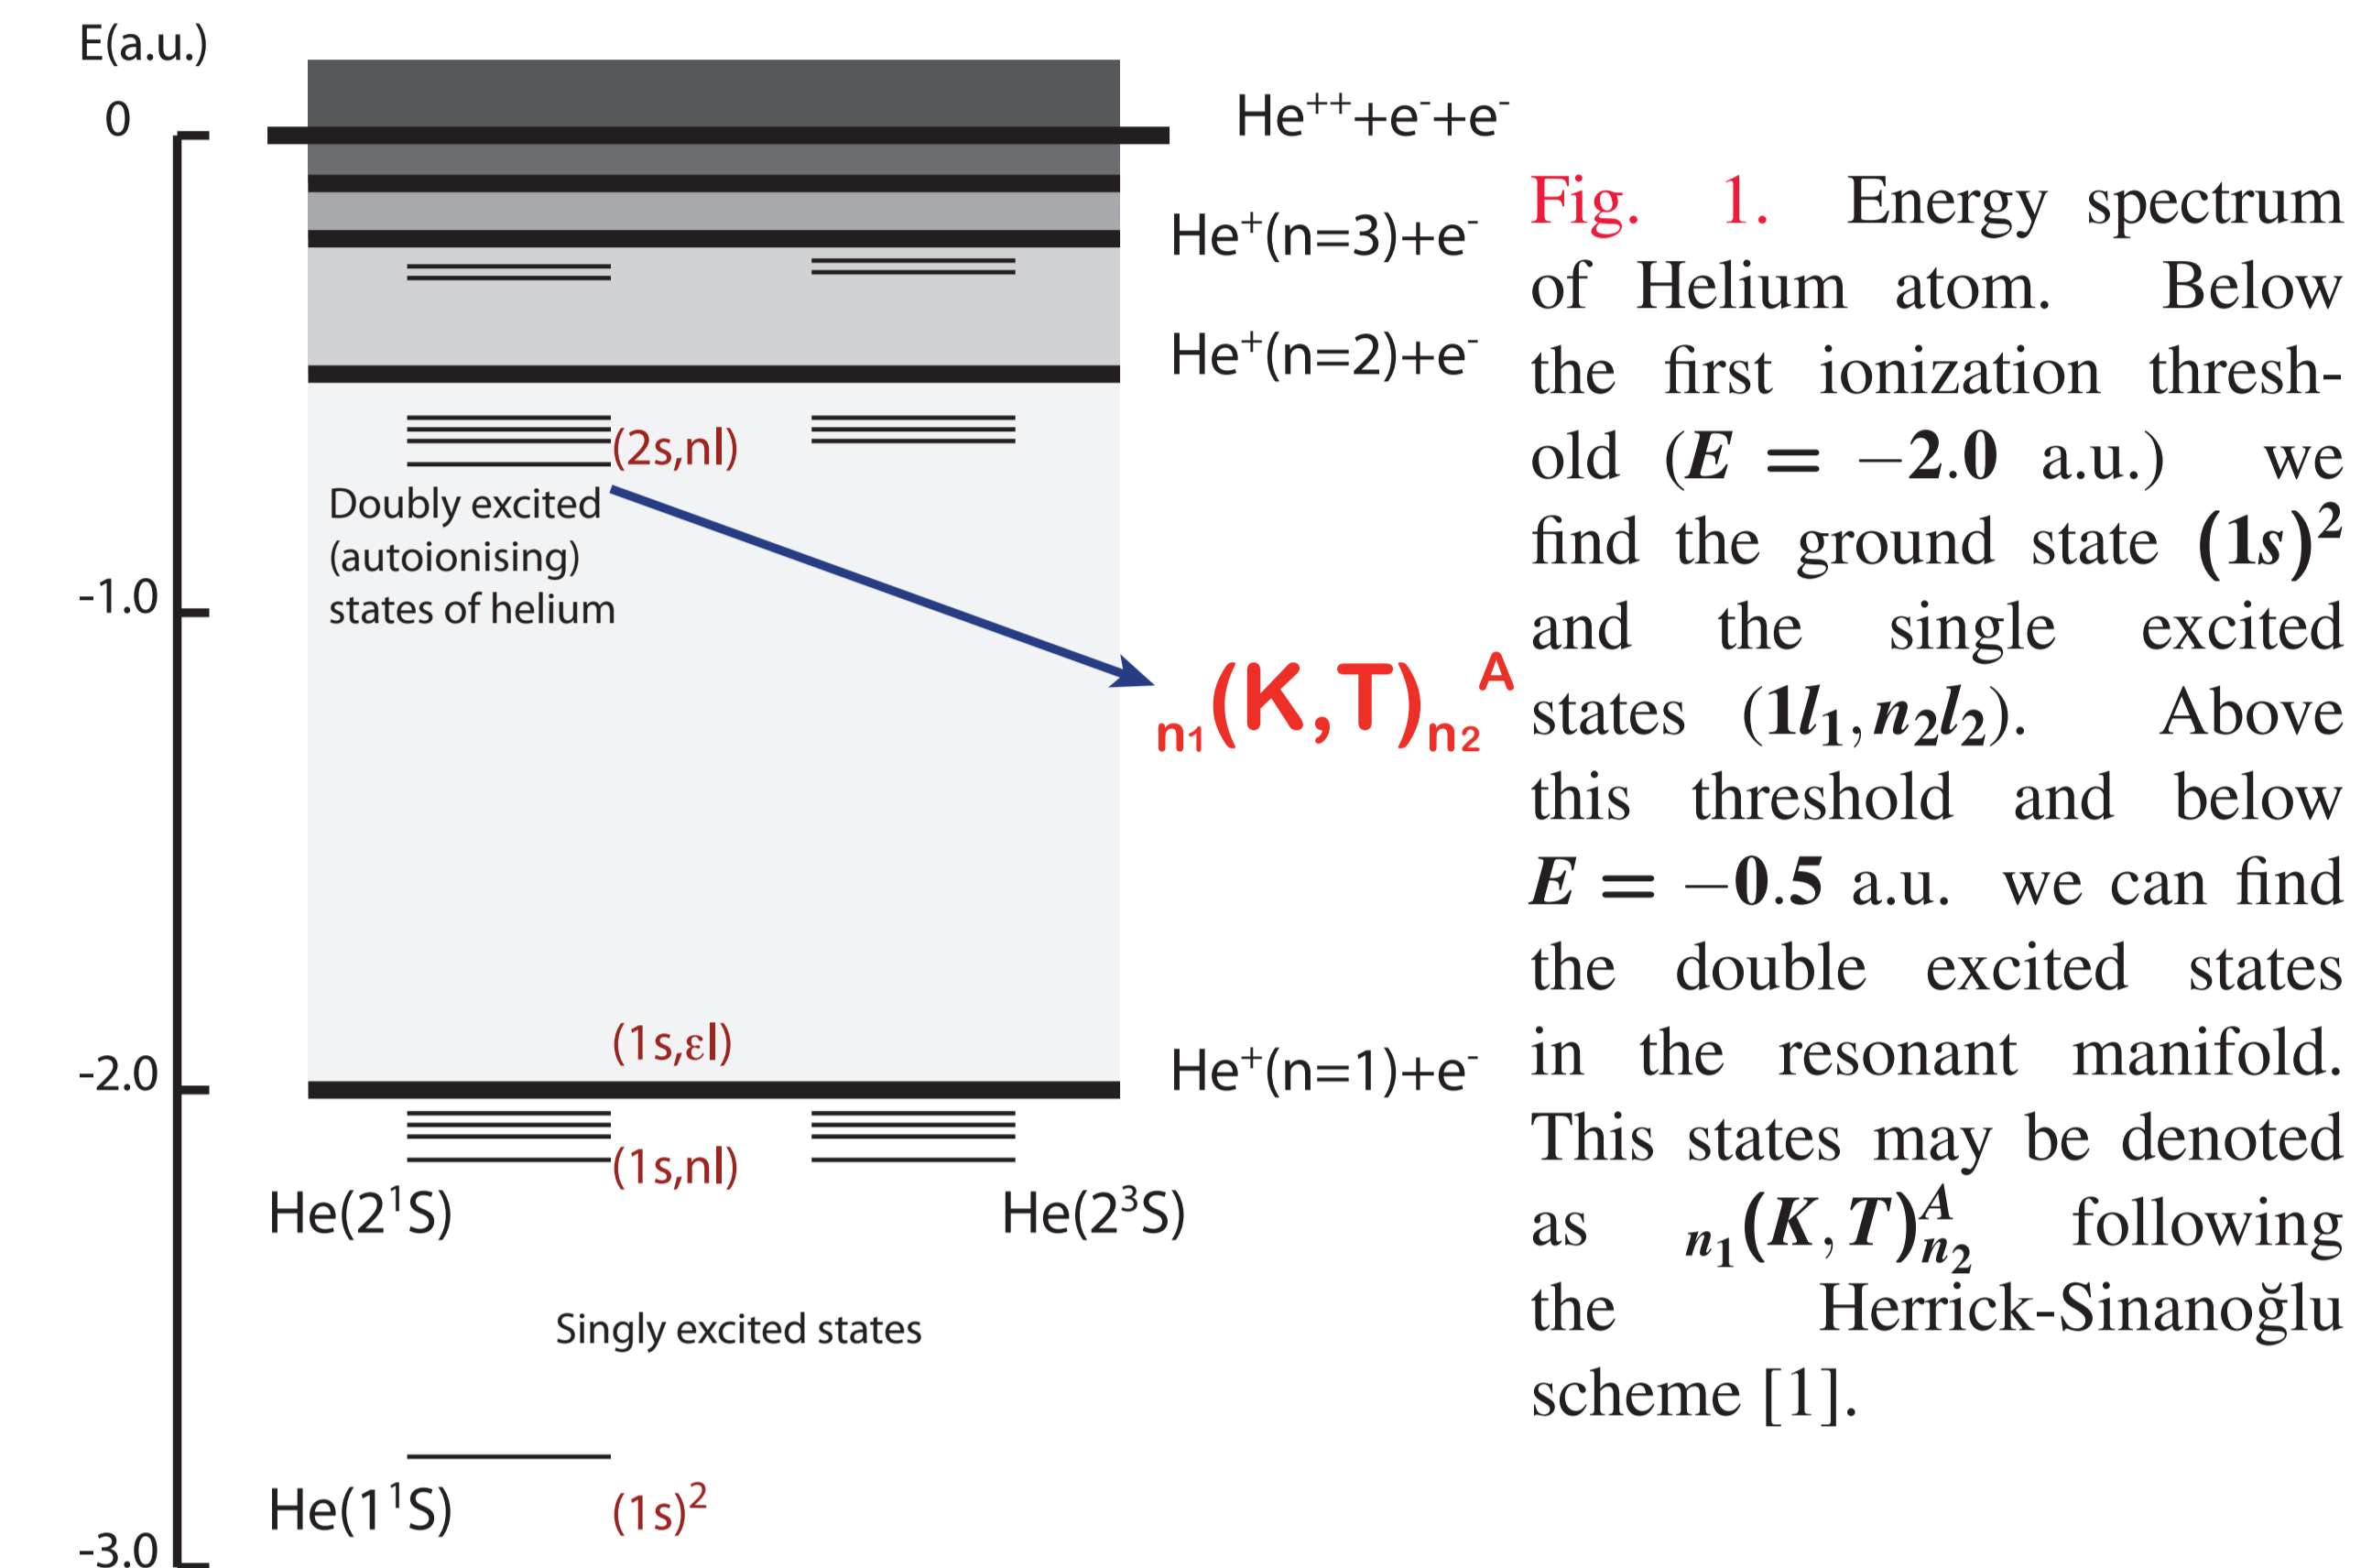 E(a.u.)
0
-1.0
-2.0
-3.0
He⁺⁺+e⁻+e⁻
He⁺(n=3)+e⁻
He⁺(n=2)+e⁻
(2s,nl)
Doubly excited
(autoionising)
states of helium
n₁(K,T)n₂ᴬ
(1s,εl)
He⁺(n=1)+e⁻
(1s,nl)
He(2¹S)
He(2³S)
Singly excited states
He(1¹S)
(1s)²
Fig. 1. Energy spectrum
of Helium atom. Below
the first ionization thresh-
old (E = −2.0 a.u.) we
find the ground state (1s)²
and the single excited
states (1l₁, n₂l₂). Above
this threshold and below
E = −0.5 a.u. we can find
the double excited states
in the resonant manifold.
This states may be denoted
as n₁(K, T)ᴬn₂ following
the Herrick-Sinanoğlu
scheme [1].